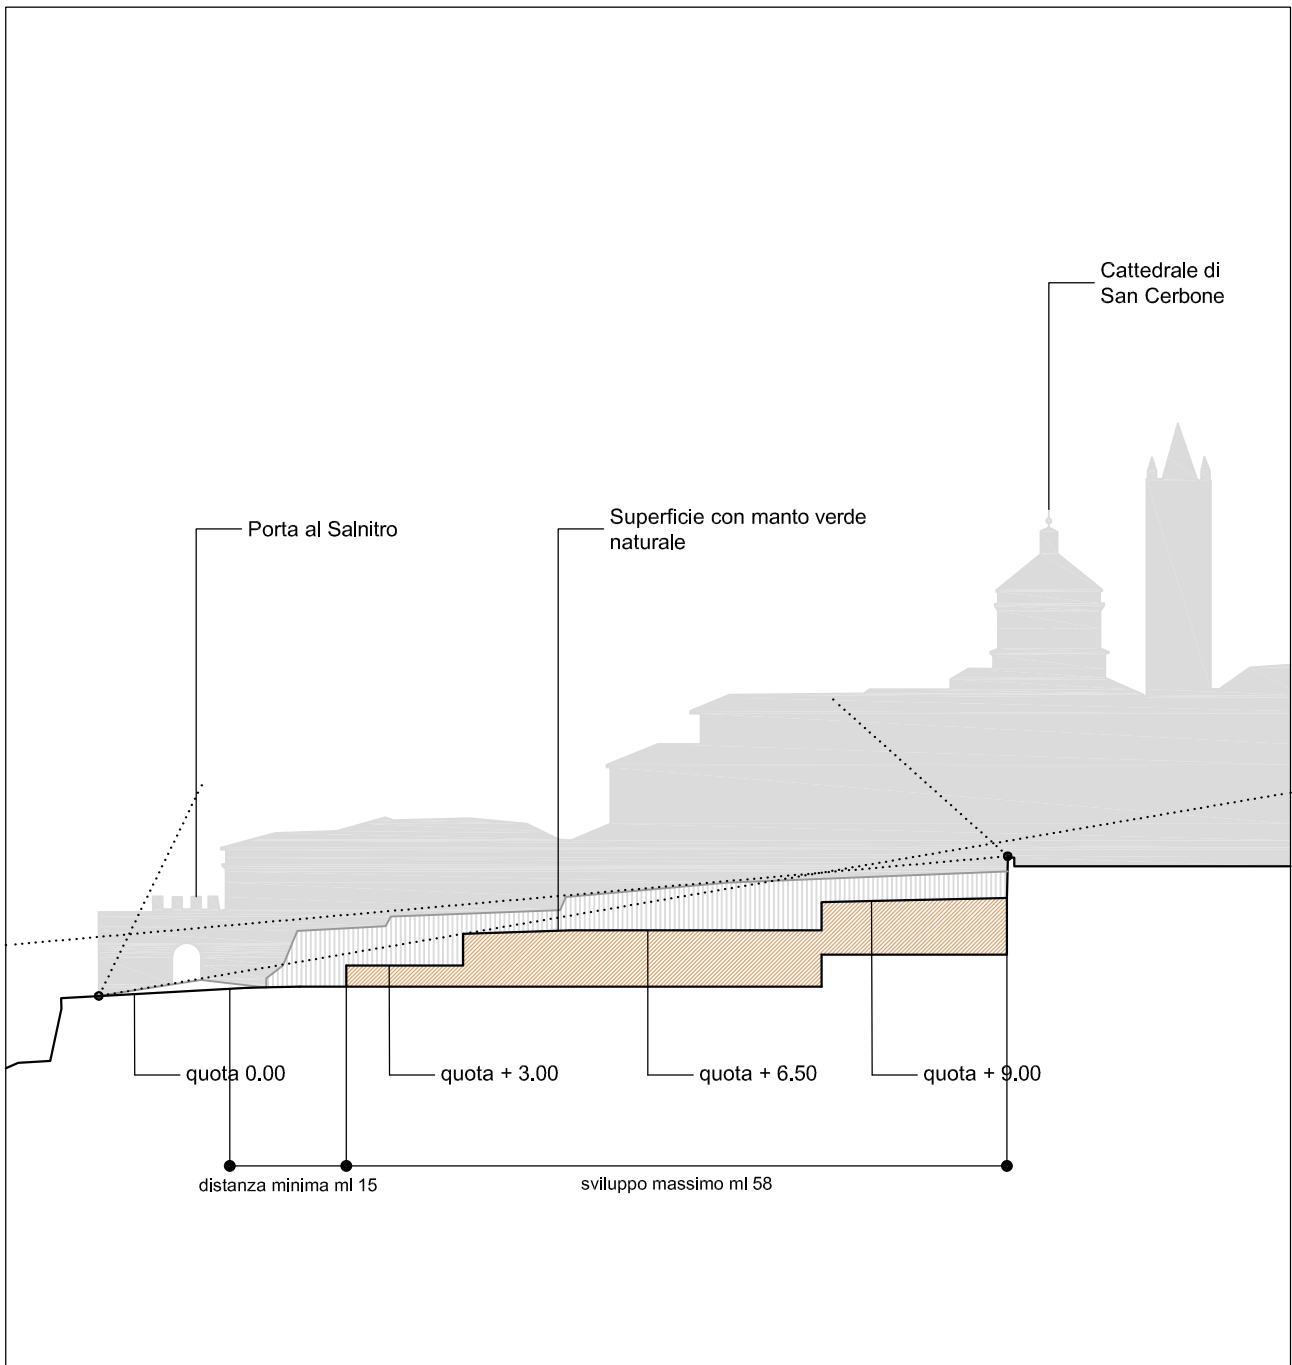 Cattedrale di
San Cerbone
Porta al Salnitro
Superficie con manto verde
naturale
quota 0.00
quota + 3.00
quota + 6.50
quota + 9.00
distanza minima ml 15
sviluppo massimo ml 58